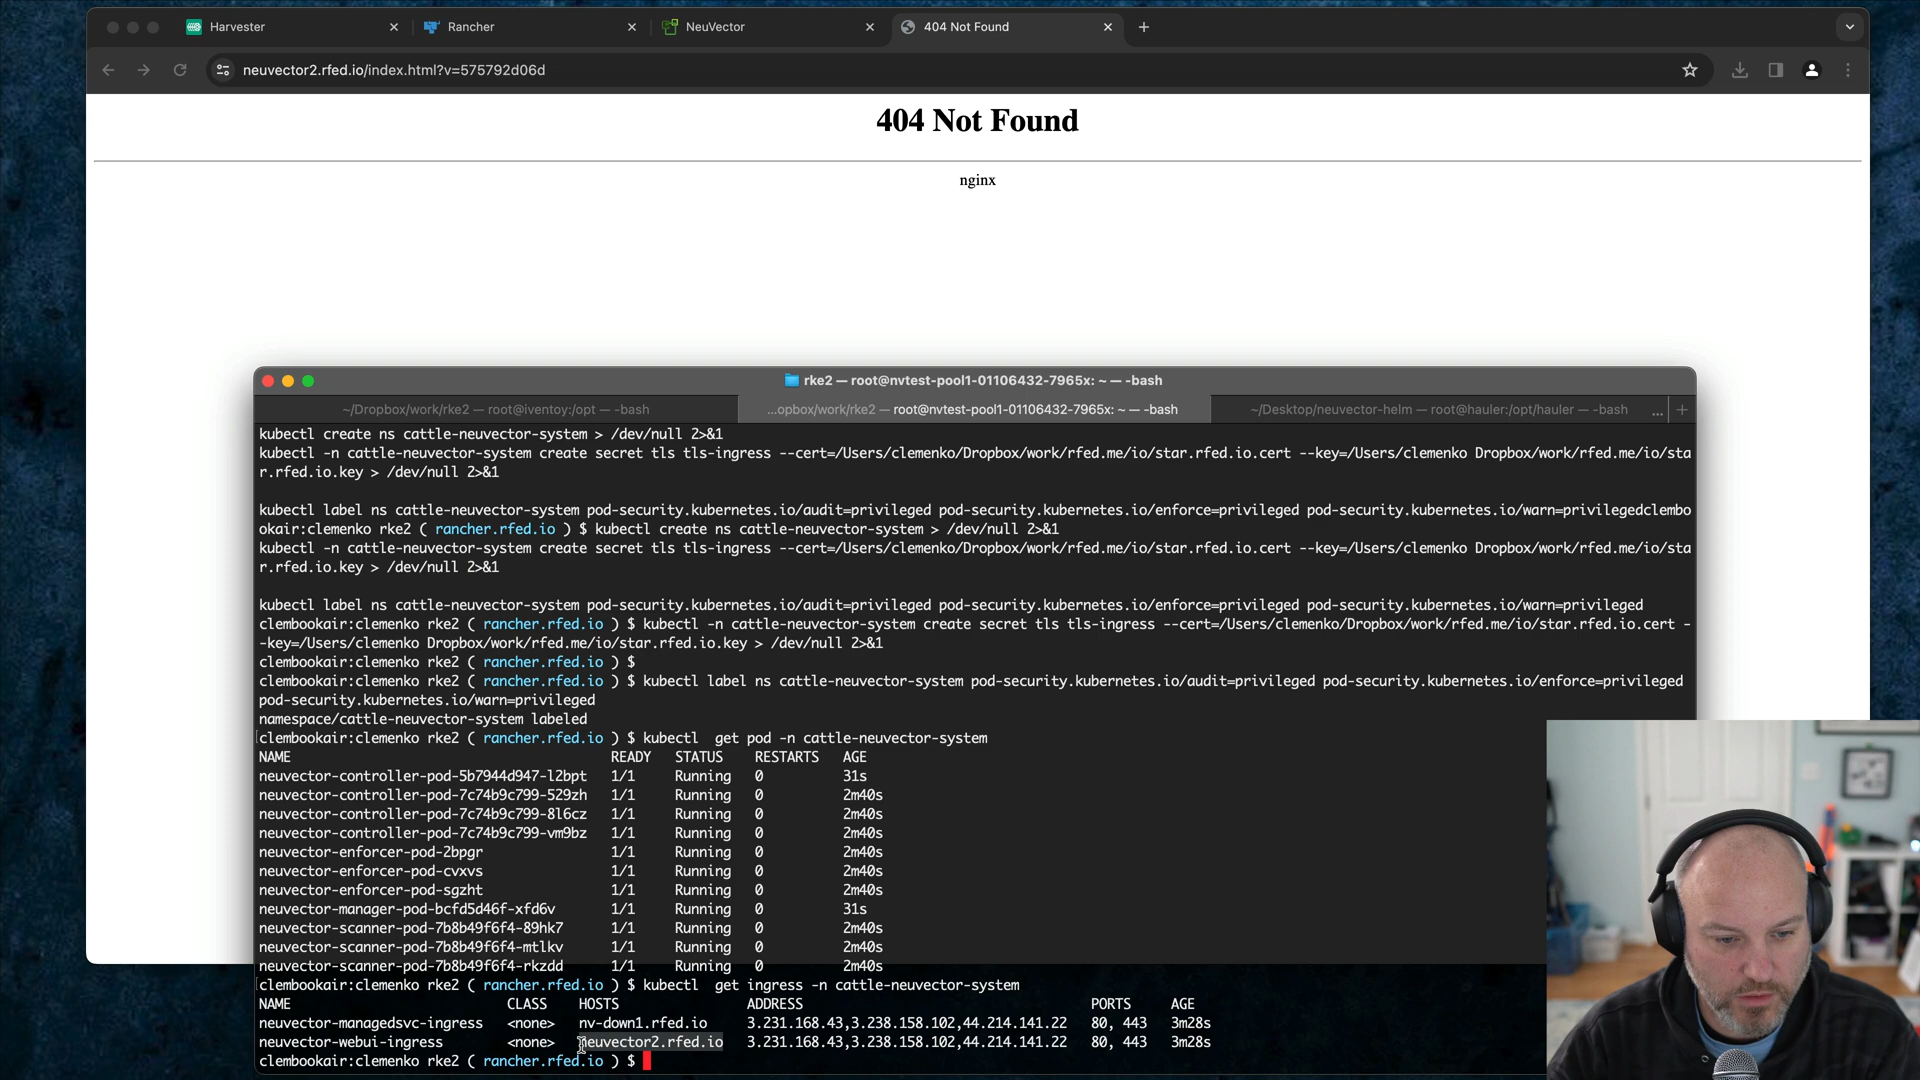 Harvester
Rancher
NeuVector
404 Not Found
neuvector2.rfed.io/index.html?v=575792d06d
404 Not Found
nginx
rke2 — root@nvtest-pool1-01106432-7965x: ~ — -bash
~/Dropbox/work/rke2 — root@iventoy:/opt — -bash
...opbox/work/rke2 — root@nvtest-pool1-01106432-7965x: ~ — -bash
~/Desktop/neuvector-helm — root@hauler:/opt/hauler — -bash
...
kubectl create ns cattle-neuvector-system > /dev/null 2>&1
kubectl -n cattle-neuvector-system create secret tls tls-ingress --cert=/Users/clemenko/Dropbox/work/rfed.me/io/star.rfed.io.cert --key=/Users/clemenko Dropbox/work/rfed.me/io/sta
r.rfed.io.key > /dev/null 2>&1
kubectl label ns cattle-neuvector-system pod-security.kubernetes.io/audit=privileged pod-security.kubernetes.io/enforce=privileged pod-security.kubernetes.io/warn=privilegedclembo
okair:clemenko rke2 ( rancher.rfed.io ) $ kubectl create ns cattle-neuvector-system > /dev/null 2>&1
kubectl -n cattle-neuvector-system create secret tls tls-ingress --cert=/Users/clemenko/Dropbox/work/rfed.me/io/star.rfed.io.cert --key=/Users/clemenko Dropbox/work/rfed.me/io/sta
r.rfed.io.key > /dev/null 2>&1
kubectl label ns cattle-neuvector-system pod-security.kubernetes.io/audit=privileged pod-security.kubernetes.io/enforce=privileged pod-security.kubernetes.io/warn=privileged
clembookair:clemenko rke2 ( rancher.rfed.io ) $ kubectl -n cattle-neuvector-system create secret tls tls-ingress --cert=/Users/clemenko/Dropbox/work/rfed.me/io/star.rfed.io.cert -
-key=/Users/clemenko Dropbox/work/rfed.me/io/star.rfed.io.key > /dev/null 2>&1
clembookair:clemenko rke2 ( rancher.rfed.io ) $
clembookair:clemenko rke2 ( rancher.rfed.io ) $ kubectl label ns cattle-neuvector-system pod-security.kubernetes.io/audit=privileged pod-security.kubernetes.io/enforce=privileged
pod-security.kubernetes.io/warn=privileged
namespace/cattle-neuvector-system labeled
clembookair:clemenko rke2 ( rancher.rfed.io ) $ kubectl  get pod -n cattle-neuvector-system
NAME READY STATUS RESTARTS AGE
neuvector-controller-pod-5b7944d947-l2bpt 1/1 Running 0 31s
neuvector-controller-pod-7c74b9c799-529zh 1/1 Running 0 2m40s
neuvector-controller-pod-7c74b9c799-8l6cz 1/1 Running 0 2m40s
neuvector-controller-pod-7c74b9c799-vm9bz 1/1 Running 0 2m40s
neuvector-enforcer-pod-2bpgr 1/1 Running 0 2m40s
neuvector-enforcer-pod-cvxvs 1/1 Running 0 2m40s
neuvector-enforcer-pod-sgzht 1/1 Running 0 2m40s
neuvector-manager-pod-bcfd5d46f-xfd6v 1/1 Running 0 31s
neuvector-scanner-pod-7b8b49f6f4-89hk7 1/1 Running 0 2m40s
neuvector-scanner-pod-7b8b49f6f4-mtlkv 1/1 Running 0 2m40s
neuvector-scanner-pod-7b8b49f6f4-rkzdd 1/1 Running 0 2m40s
clembookair:clemenko rke2 ( rancher.rfed.io ) $ kubectl  get ingress -n cattle-neuvector-system
NAME CLASS HOSTS ADDRESS PORTS AGE
neuvector-managedsvc-ingress <none> nv-down1.rfed.io 3.231.168.43,3.238.158.102,44.214.141.22 80, 443 3m28s
neuvector-webui-ingress <none> neuvector2.rfed.io 3.231.168.43,3.238.158.102,44.214.141.22 80, 443 3m28s
clembookair:clemenko rke2 ( rancher.rfed.io ) $